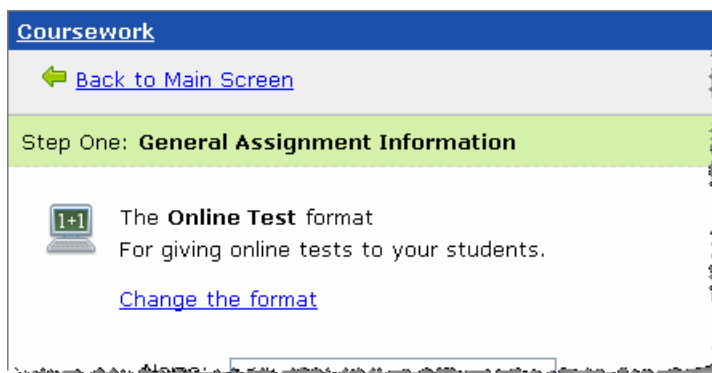 Coursework
Back to Main Screen
Step One: General Assignment Information
1+1
The Online Test format
For giving online tests to your students.
Change the format
Name: